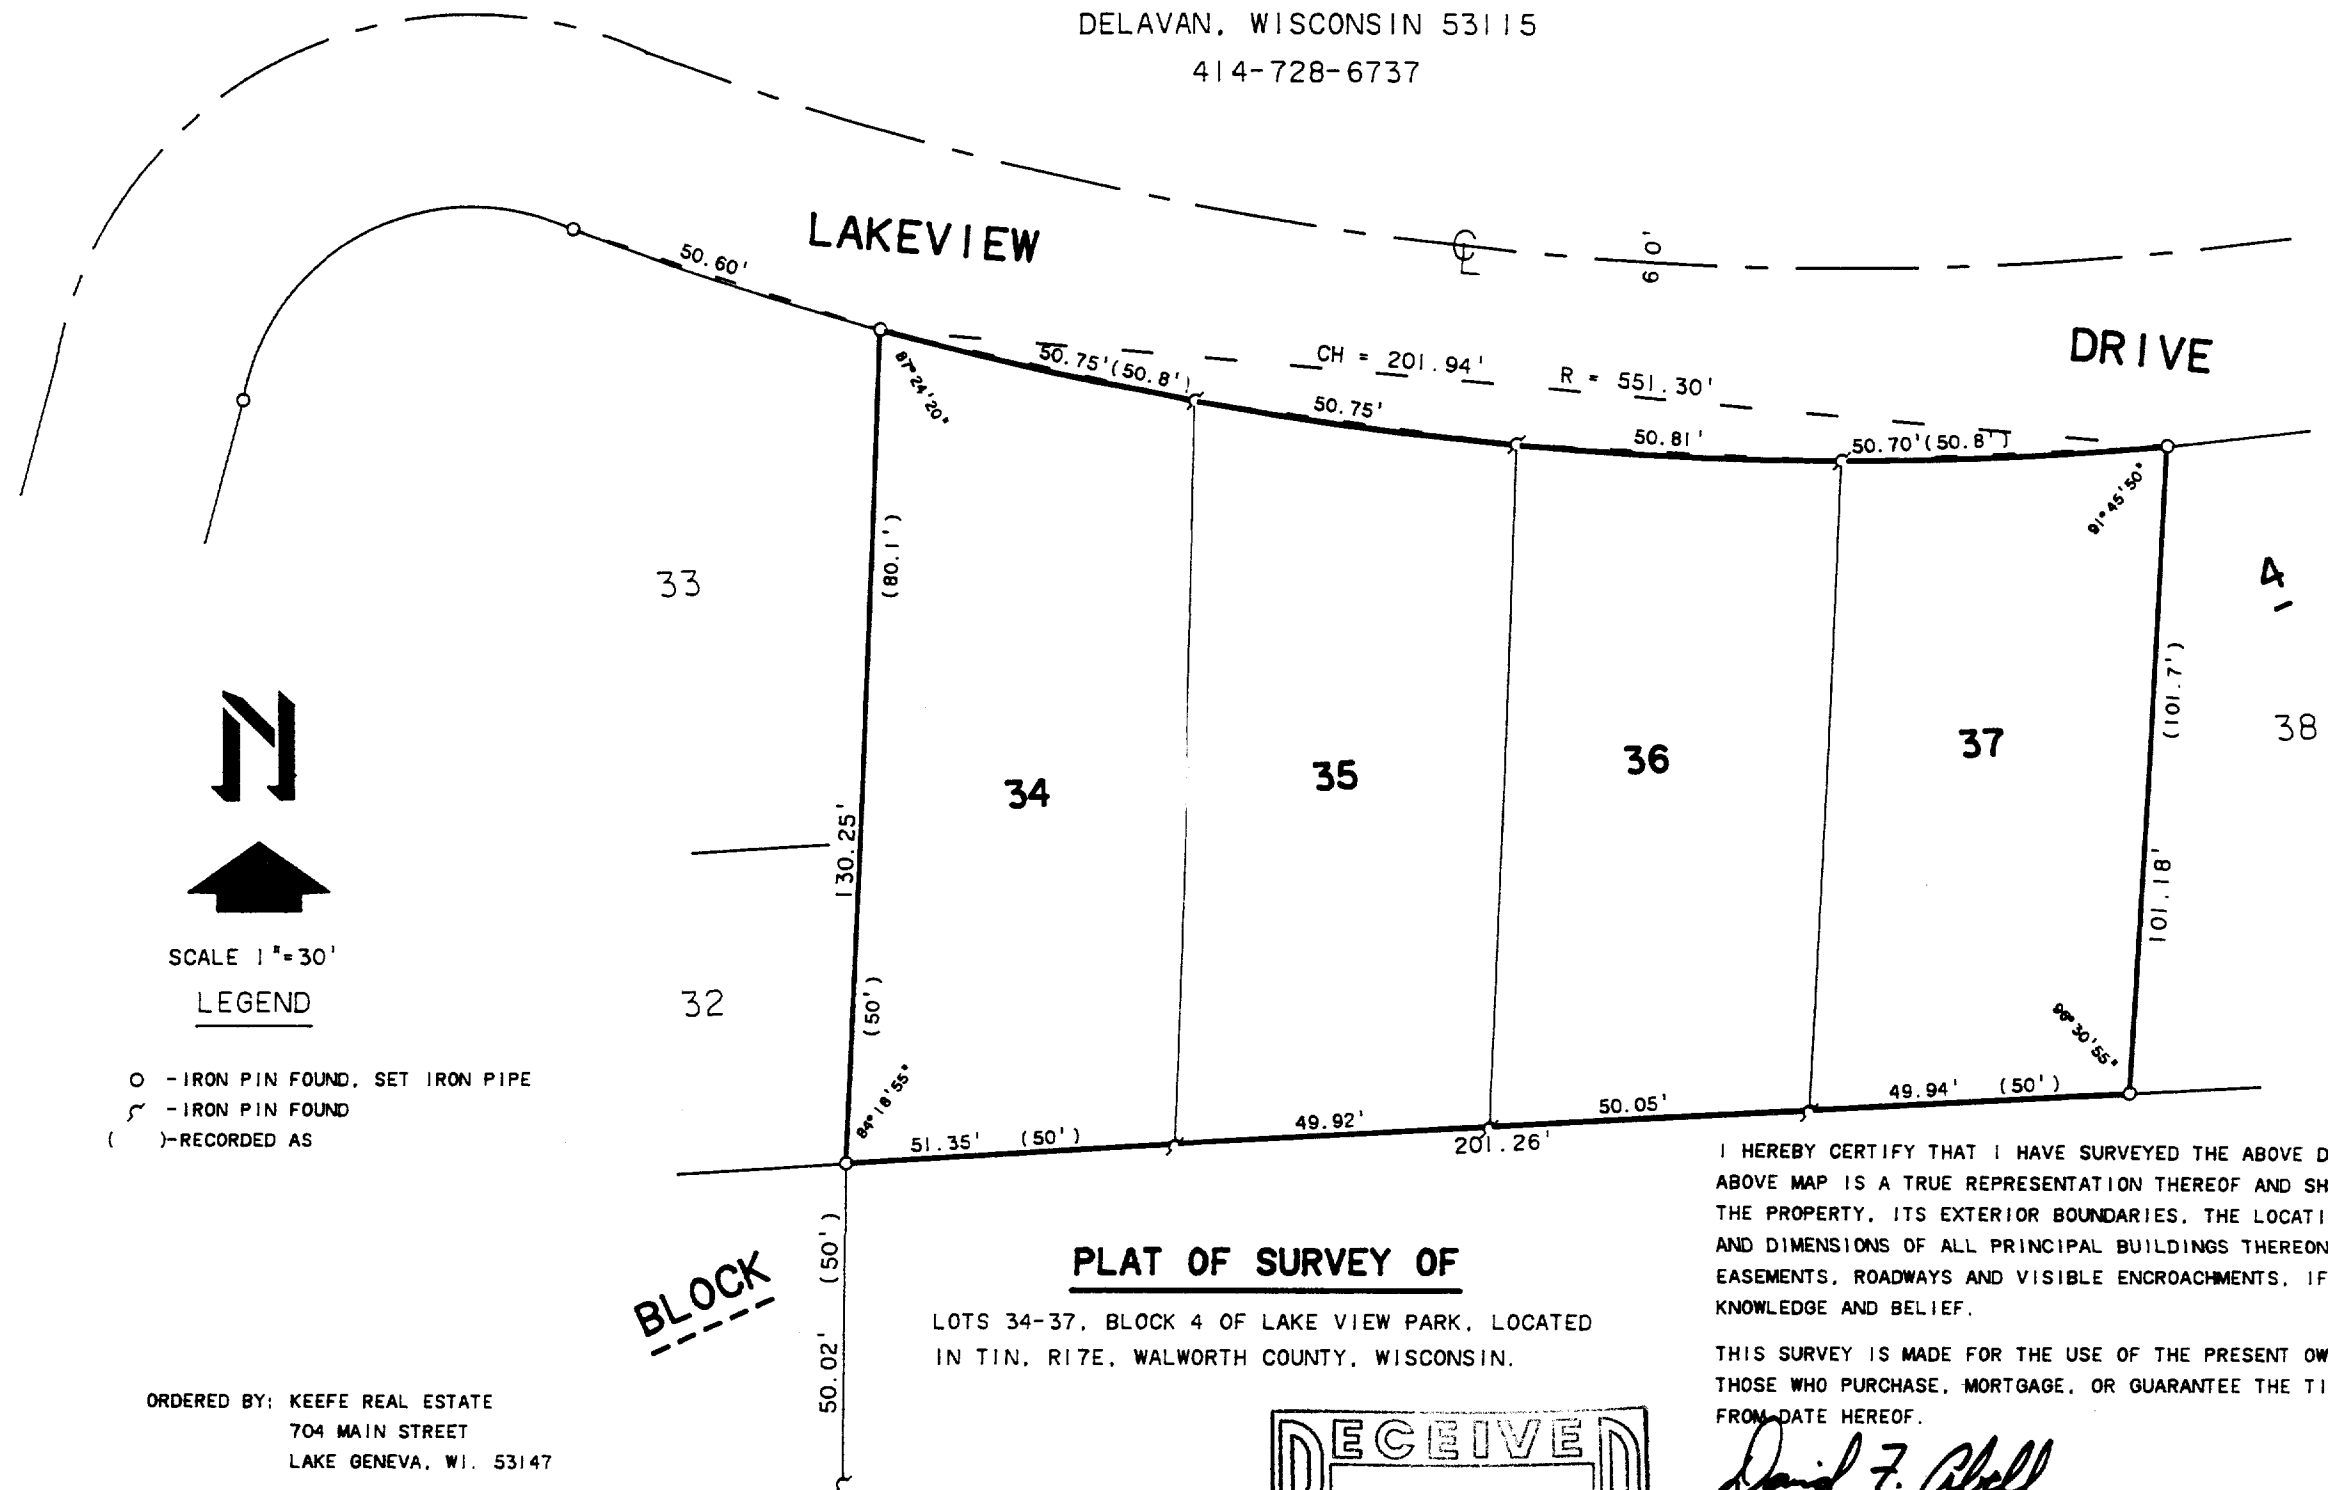 DELAVAN, WISCONSIN 53115
414-728-6737
LAKEVIEW
50.60'
CL
60'
DRIVE
CH = 201.94'
R = 551.30'
50.75'(50.8')
87°24'20"
50.75'
50.81'
50.70'(50.8')
91°45'50"
(80.1')
33
4
(101.7')
N
34
35
36
37
38
130.25'
101.18'
SCALE 1"=30'
LEGEND
32
(50')
O -IRON PIN FOUND, SET IRON PIPE
-IRON PIN FOUND
( )-RECORDED AS
84°18'55"
96°30'55"
51.35' (50')
49.92'
50.05'
49.94' (50')
201.26'
I HEREBY CERTIFY THAT I HAVE SURVEYED THE ABOVE D
ABOVE MAP IS A TRUE REPRESENTATION THEREOF AND SH
THE PROPERTY, ITS EXTERIOR BOUNDARIES, THE LOCATI
AND DIMENSIONS OF ALL PRINCIPAL BUILDINGS THEREON
EASEMENTS, ROADWAYS AND VISIBLE ENCROACHMENTS, IF
KNOWLEDGE AND BELIEF.
THIS SURVEY IS MADE FOR THE USE OF THE PRESENT OW
THOSE WHO PURCHASE, MORTGAGE, OR GUARANTEE THE TI
FROM DATE HEREOF.
BLOCK
50.02' (50')
PLAT OF SURVEY OF
LOTS 34-37, BLOCK 4 OF LAKE VIEW PARK, LOCATED
IN T1N, R17E, WALWORTH COUNTY, WISCONSIN.
ORDERED BY: KEEFE REAL ESTATE
704 MAIN STREET
LAKE GENEVA, WI. 53147
ECEIVE
David F.